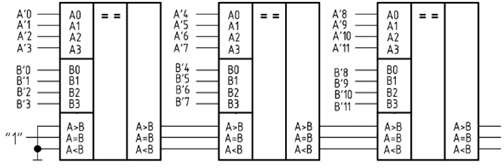 A'0 A0 == A'4 A0 == A'8 A0 ==
A'1 A1 A'5 A1 A'9 A1
A'2 A2 A'6 A2 A'10 A2
A'3 A3 A'7 A3 A'11 A3
B'0 B0 B'4 B0 B'8 B0
B'1 B1 B'5 B1 B'9 B1
B'2 B2 B'6 B2 B'10 B2
B'3 B3 B'7 B3 B'11 B3
A>B A>B A>B A>B A>B A>B
"1" A=B A=B A=B A=B A=B A=B
A<B A<B A<B A<B A<B A<B